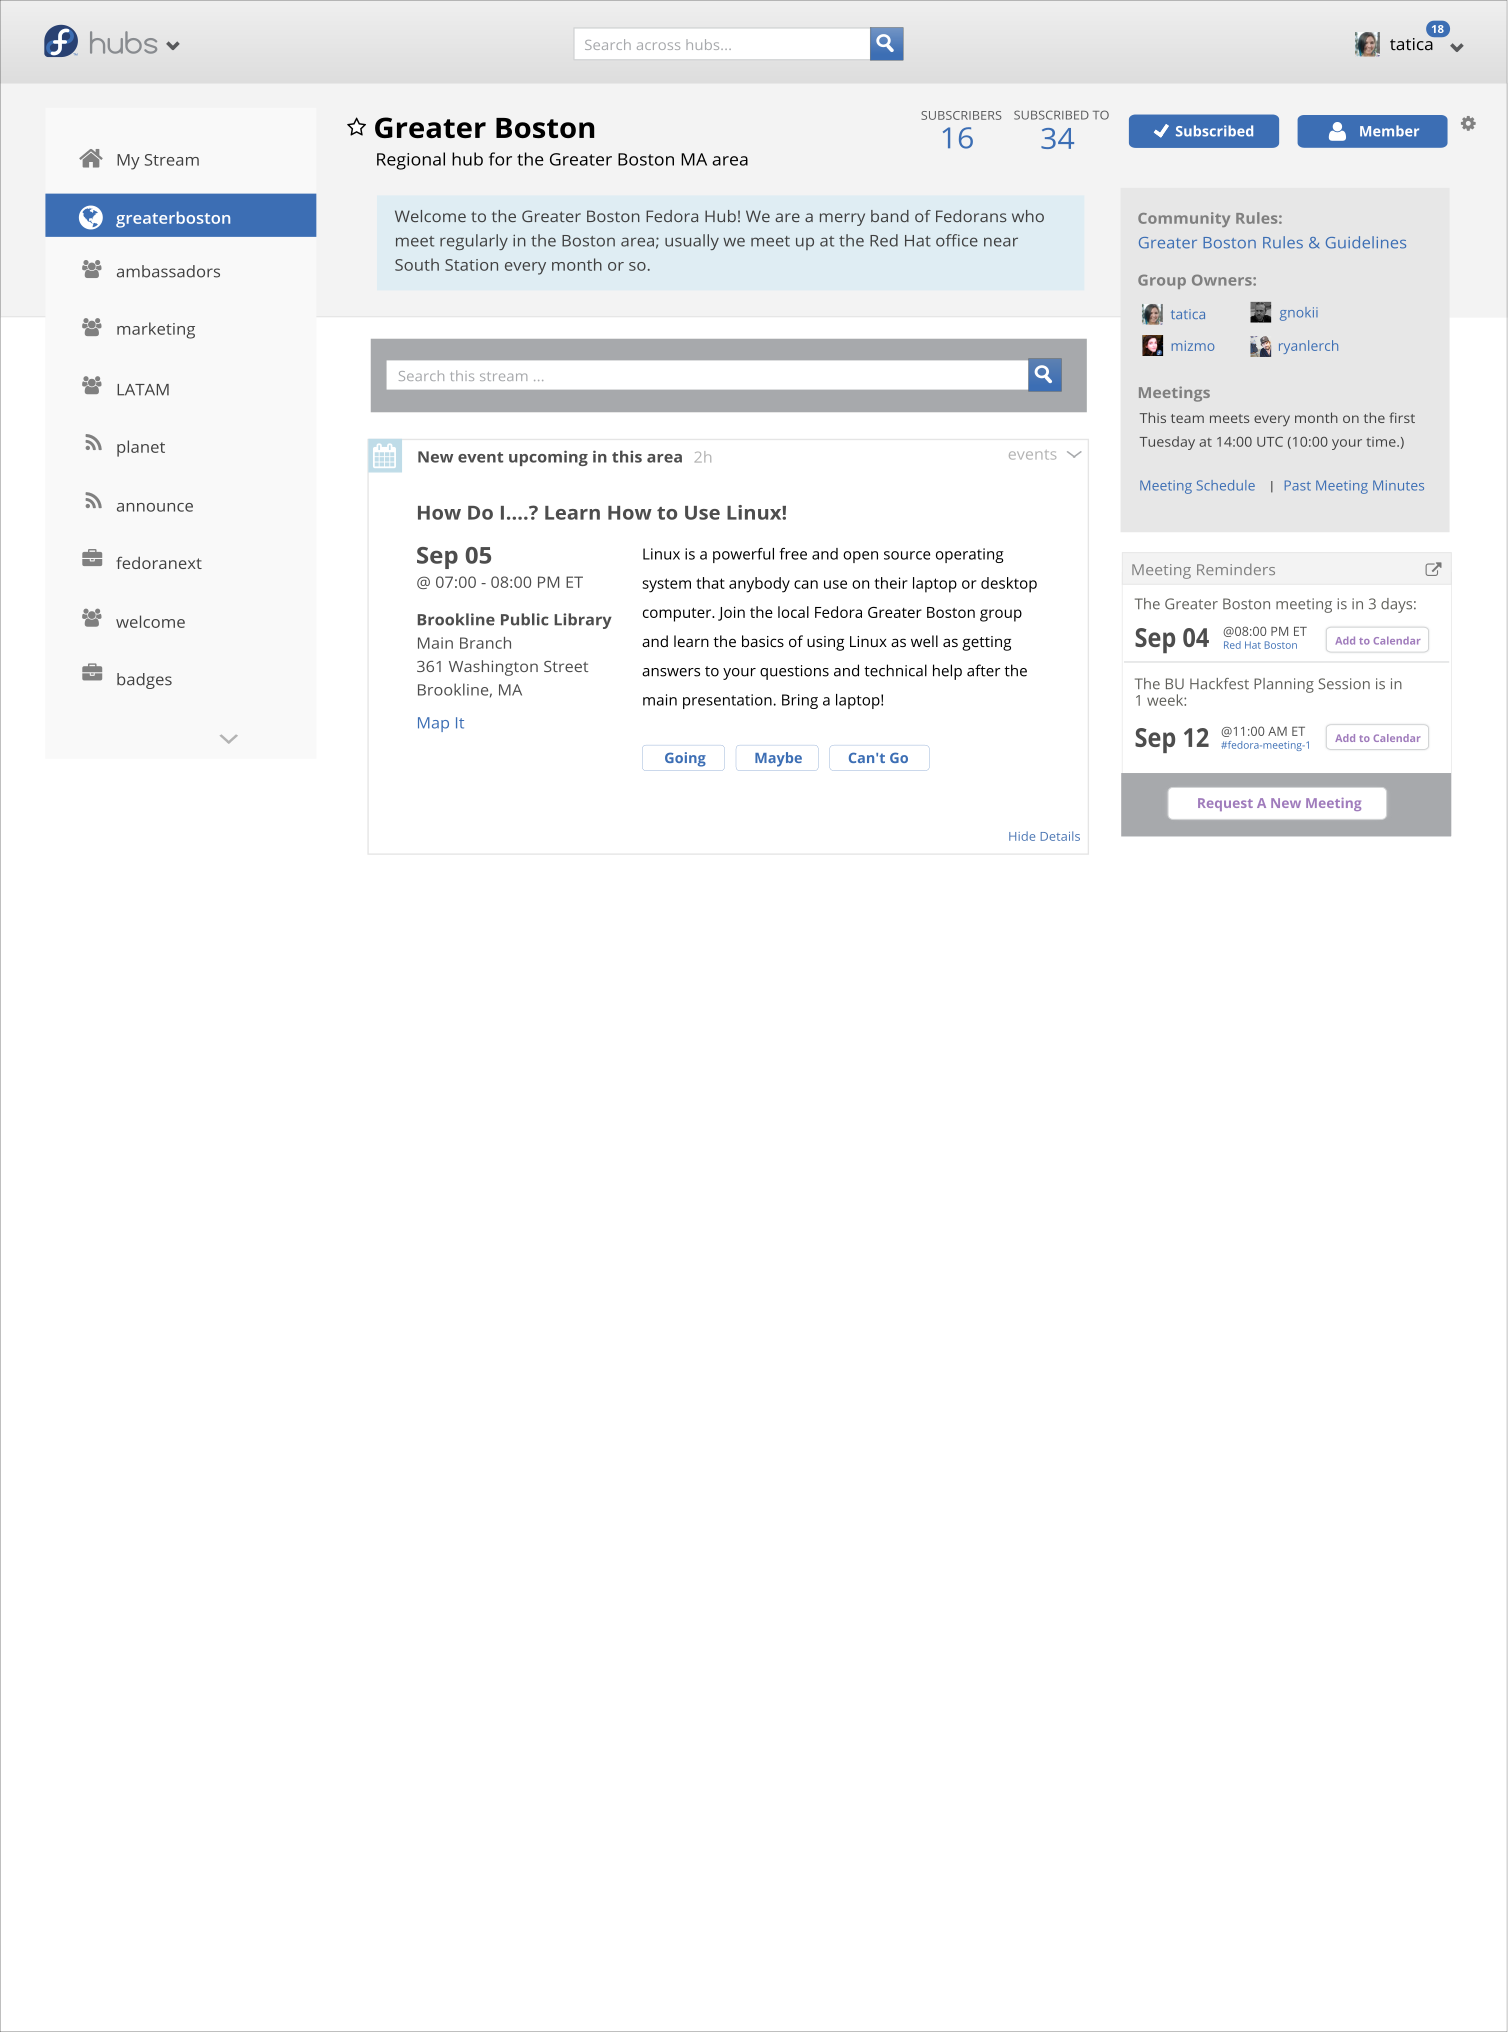 hubs
Search across hubs...
18
tatica
My Stream
greaterboston
ambassadors
marketing
LATAM
planet
announce
fedoranext
welcome
badges
Greater Boston
Regional hub for the Greater Boston MA area
SUBSCRIBERS
16
SUBSCRIBED TO
34
Subscribed
Member
Welcome to the Greater Boston Fedora Hub! We are a merry band of Fedorans who
meet regularly in the Boston area; usually we meet up at the Red Hat office near
South Station every month or so.
Search this stream ...
New event upcoming in this area 2h
events
How Do I....? Learn How to Use Linux!
Sep 05
@ 07:00 - 08:00 PM ET
Brookline Public Library
Main Branch
361 Washington Street
Brookline, MA
Map It
Linux is a powerful free and open source operating
system that anybody can use on their laptop or desktop
computer. Join the local Fedora Greater Boston group
and learn the basics of using Linux as well as getting
answers to your questions and technical help after the
main presentation. Bring a laptop!
Going
Maybe
Can't Go
Hide Details
Community Rules:
Greater Boston Rules & Guidelines
Group Owners:
tatica
gnokii
mizmo
ryanlerch
Meetings
This team meets every month on the first
Tuesday at 14:00 UTC (10:00 your time.)
Meeting Schedule | Past Meeting Minutes
Meeting Reminders
The Greater Boston meeting is in 3 days:
Sep 04
@08:00 PM ET
Red Hat Boston
Add to Calendar
The BU Hackfest Planning Session is in
1 week:
Sep 12
@11:00 AM ET
#fedora-meeting-1
Add to Calendar
Request A New Meeting